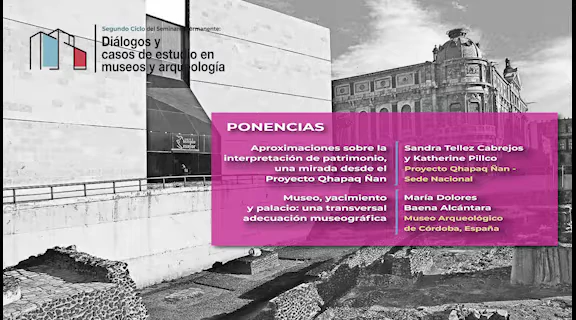 Segundo Ciclo del Seminario Permanente:
Diálogos y
casos de estudio en
museos y arqueología
PONENCIAS
Aproximaciones sobre la
interpretación de patrimonio,
una mirada desde el
Proyecto Qhapaq Ñan
Sandra Tellez Cabrejos
y Katherine Pilico
Proyecto Qhapaq Ñan -
Sede Nacional
Museo, yacimiento
y palacio: una transversal
adecuación museográfica
María Dolores
Baena Alcántara
Museo Arqueológico
de Córdoba, España